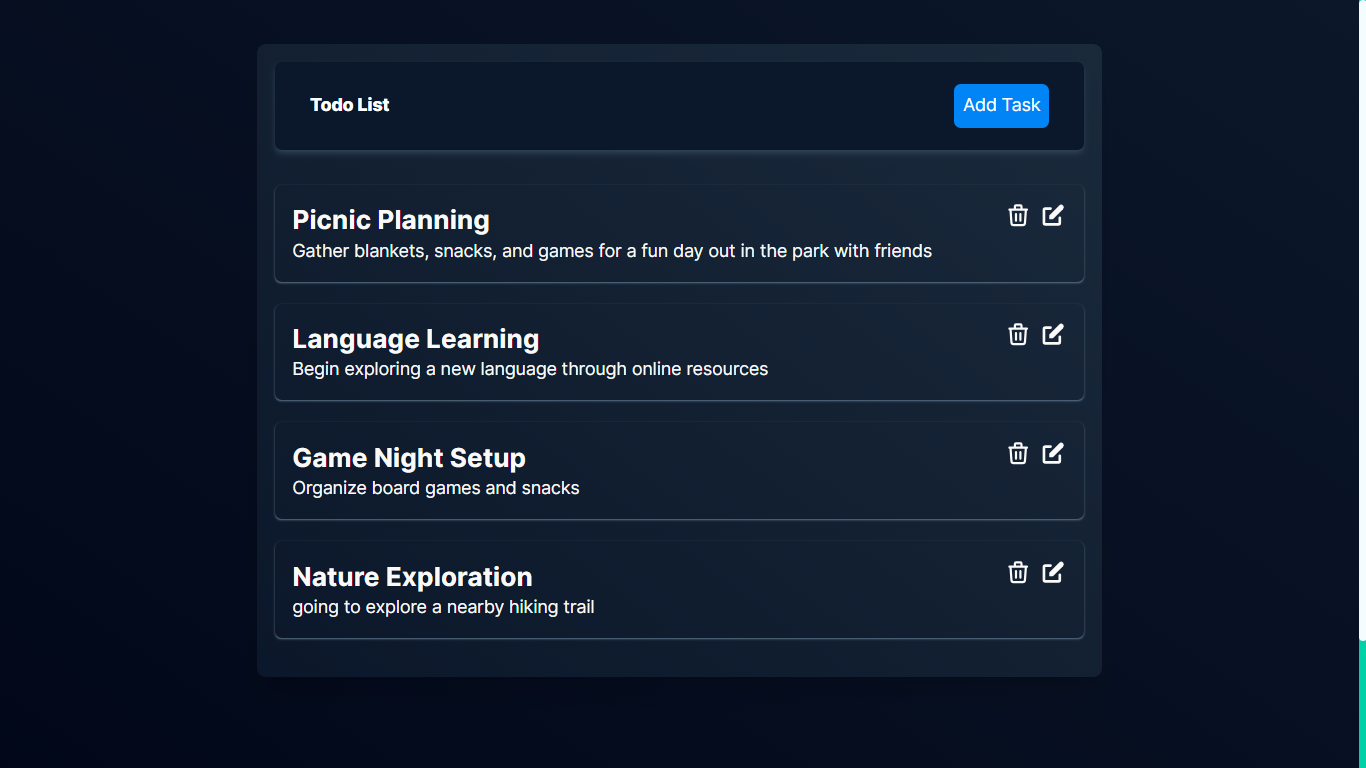 Todo List
Add Task
Picnic Planning
Gather blankets, snacks, and games for a fun day out in the park with friends
Language Learning
Begin exploring a new language through online resources
Game Night Setup
Organize board games and snacks
Nature Exploration
going to explore a nearby hiking trail